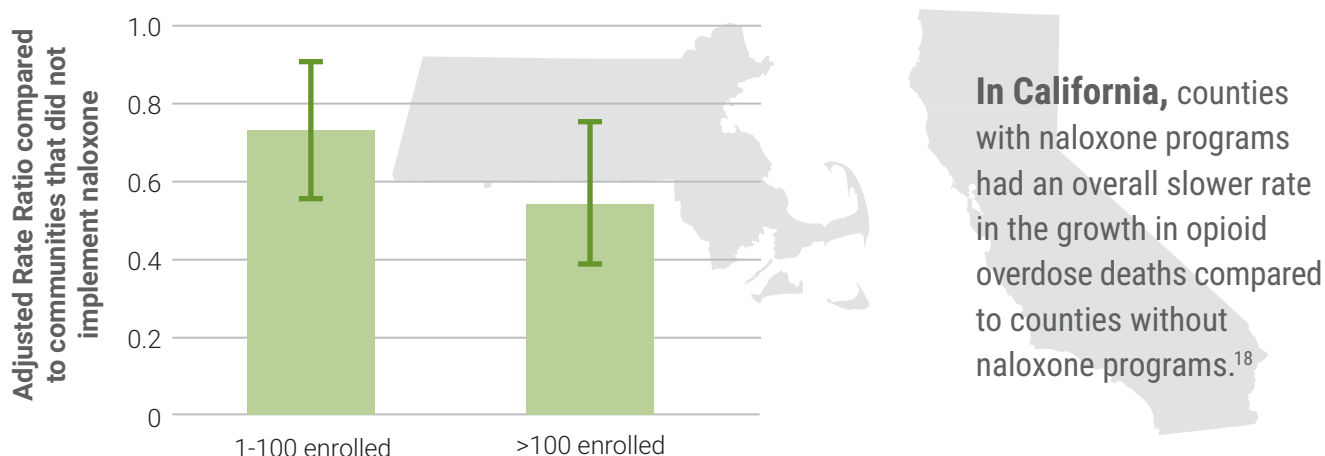 Adjusted Rate Ratio compared
to communities that did not
implement naloxone
1.0
0.8
0.6
0.4
0.2
0
1-100 enrolled
>100 enrolled
In California, counties
with naloxone programs
had an overall slower rate
in the growth in opioid
overdose deaths compared
to counties without
naloxone programs.18